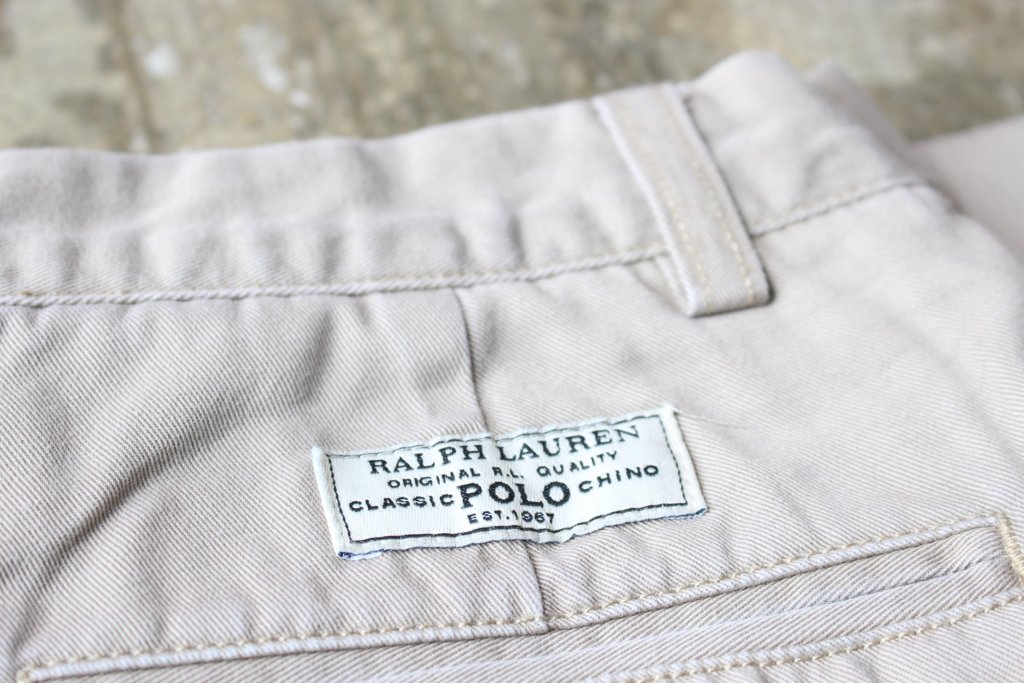 RALPH LAUREN
ORIGINAL R.L. QUALITY
CLASSIC POLO CHINO
EST. 1967